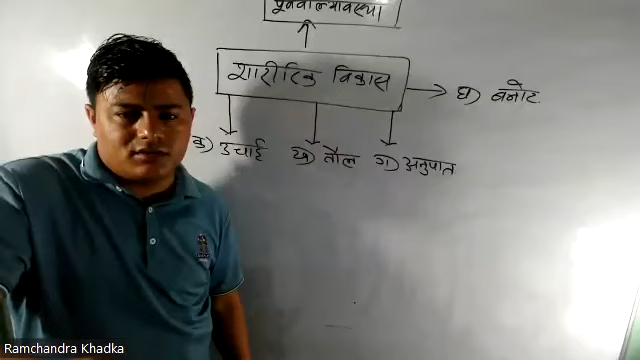 पूर्वबाल्यावस्था
शारीरिक विकास
घ) बनोट
क) उचाई ख) तौल ग) अनुपात
Ramchandra Khadka